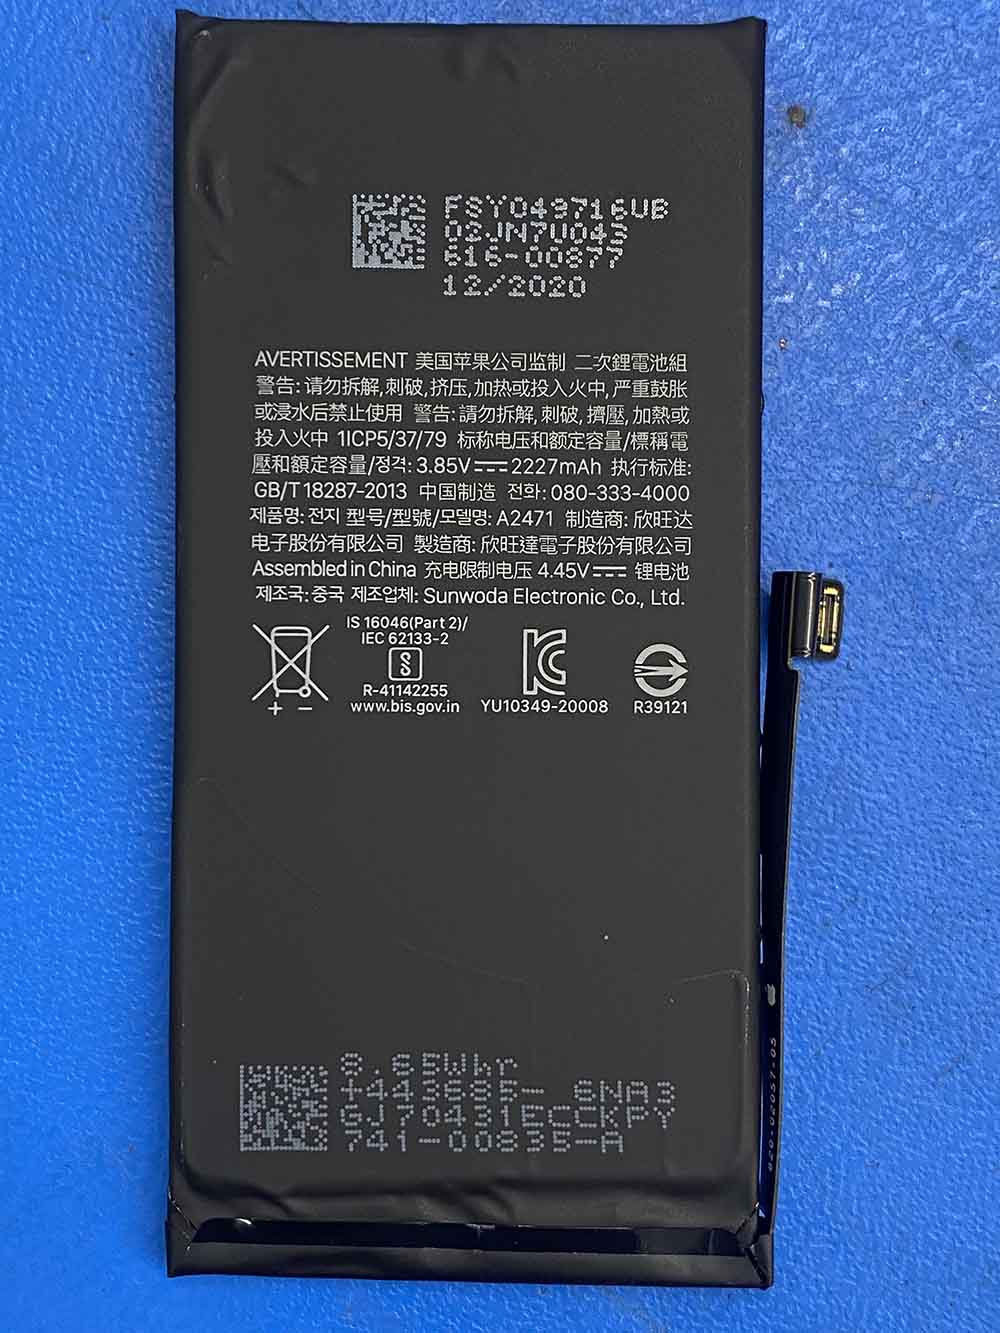 FSY043716UB
0SJN7U043
616-00877
12/2020
AVERTISSEMENT 美国苹果公司监制 二次鋰電池組
警告: 请勿拆解, 刺破, 挤压, 加热或投入火中, 严重鼓胀
或浸水后禁止使用 警告: 請勿拆解, 刺破, 擠壓, 加熱或
投入火中 1ICP5/37/79 标称电压和额定容量/標稱電
壓和額定容量/정격: 3.85V⎓ 2227mAh 执行标准:
GB/T 18287-2013 中国制造 전화: 080-333-4000
제품명: 전지 型号/型號/모델명: A2471 制造商: 欣旺达
电子股份有限公司 製造商: 欣旺達電子股份有限公司
Assembled in China 充电限制电压 4.45V⎓ 锂电池
제조국: 중국 제조업체: Sunwoda Electronic Co., Ltd.
IS 16046(Part 2)/
IEC 62133-2
R-41142255
www.bis.gov.in
YU10349-20008
R39121
+ −
8.65Whr
+443685- 6NA3
GJ70431ECCKPY
741-00835-A
820-02057-05